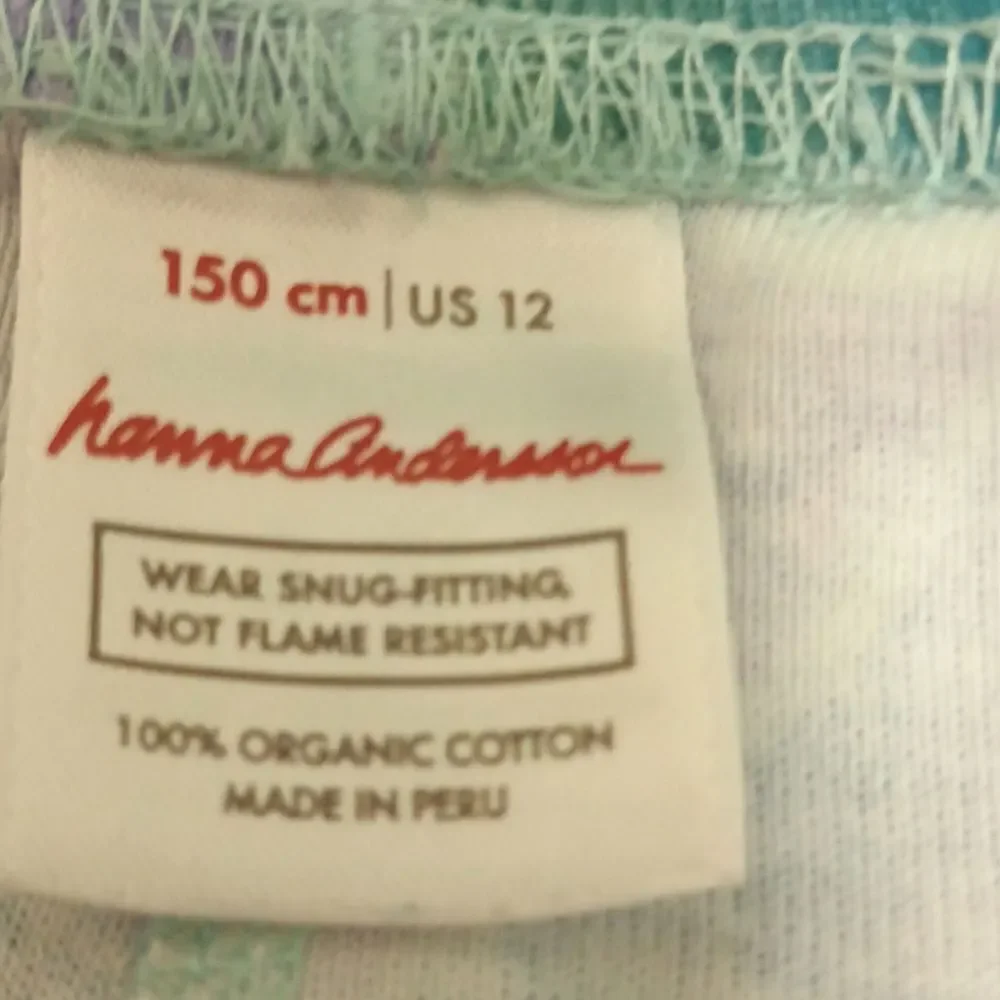 150 cm | US 12
hanna Andersson
WEAR SNUG-FITTING,
NOT FLAME RESISTANT
100% ORGANIC COTTON
MADE IN PERU